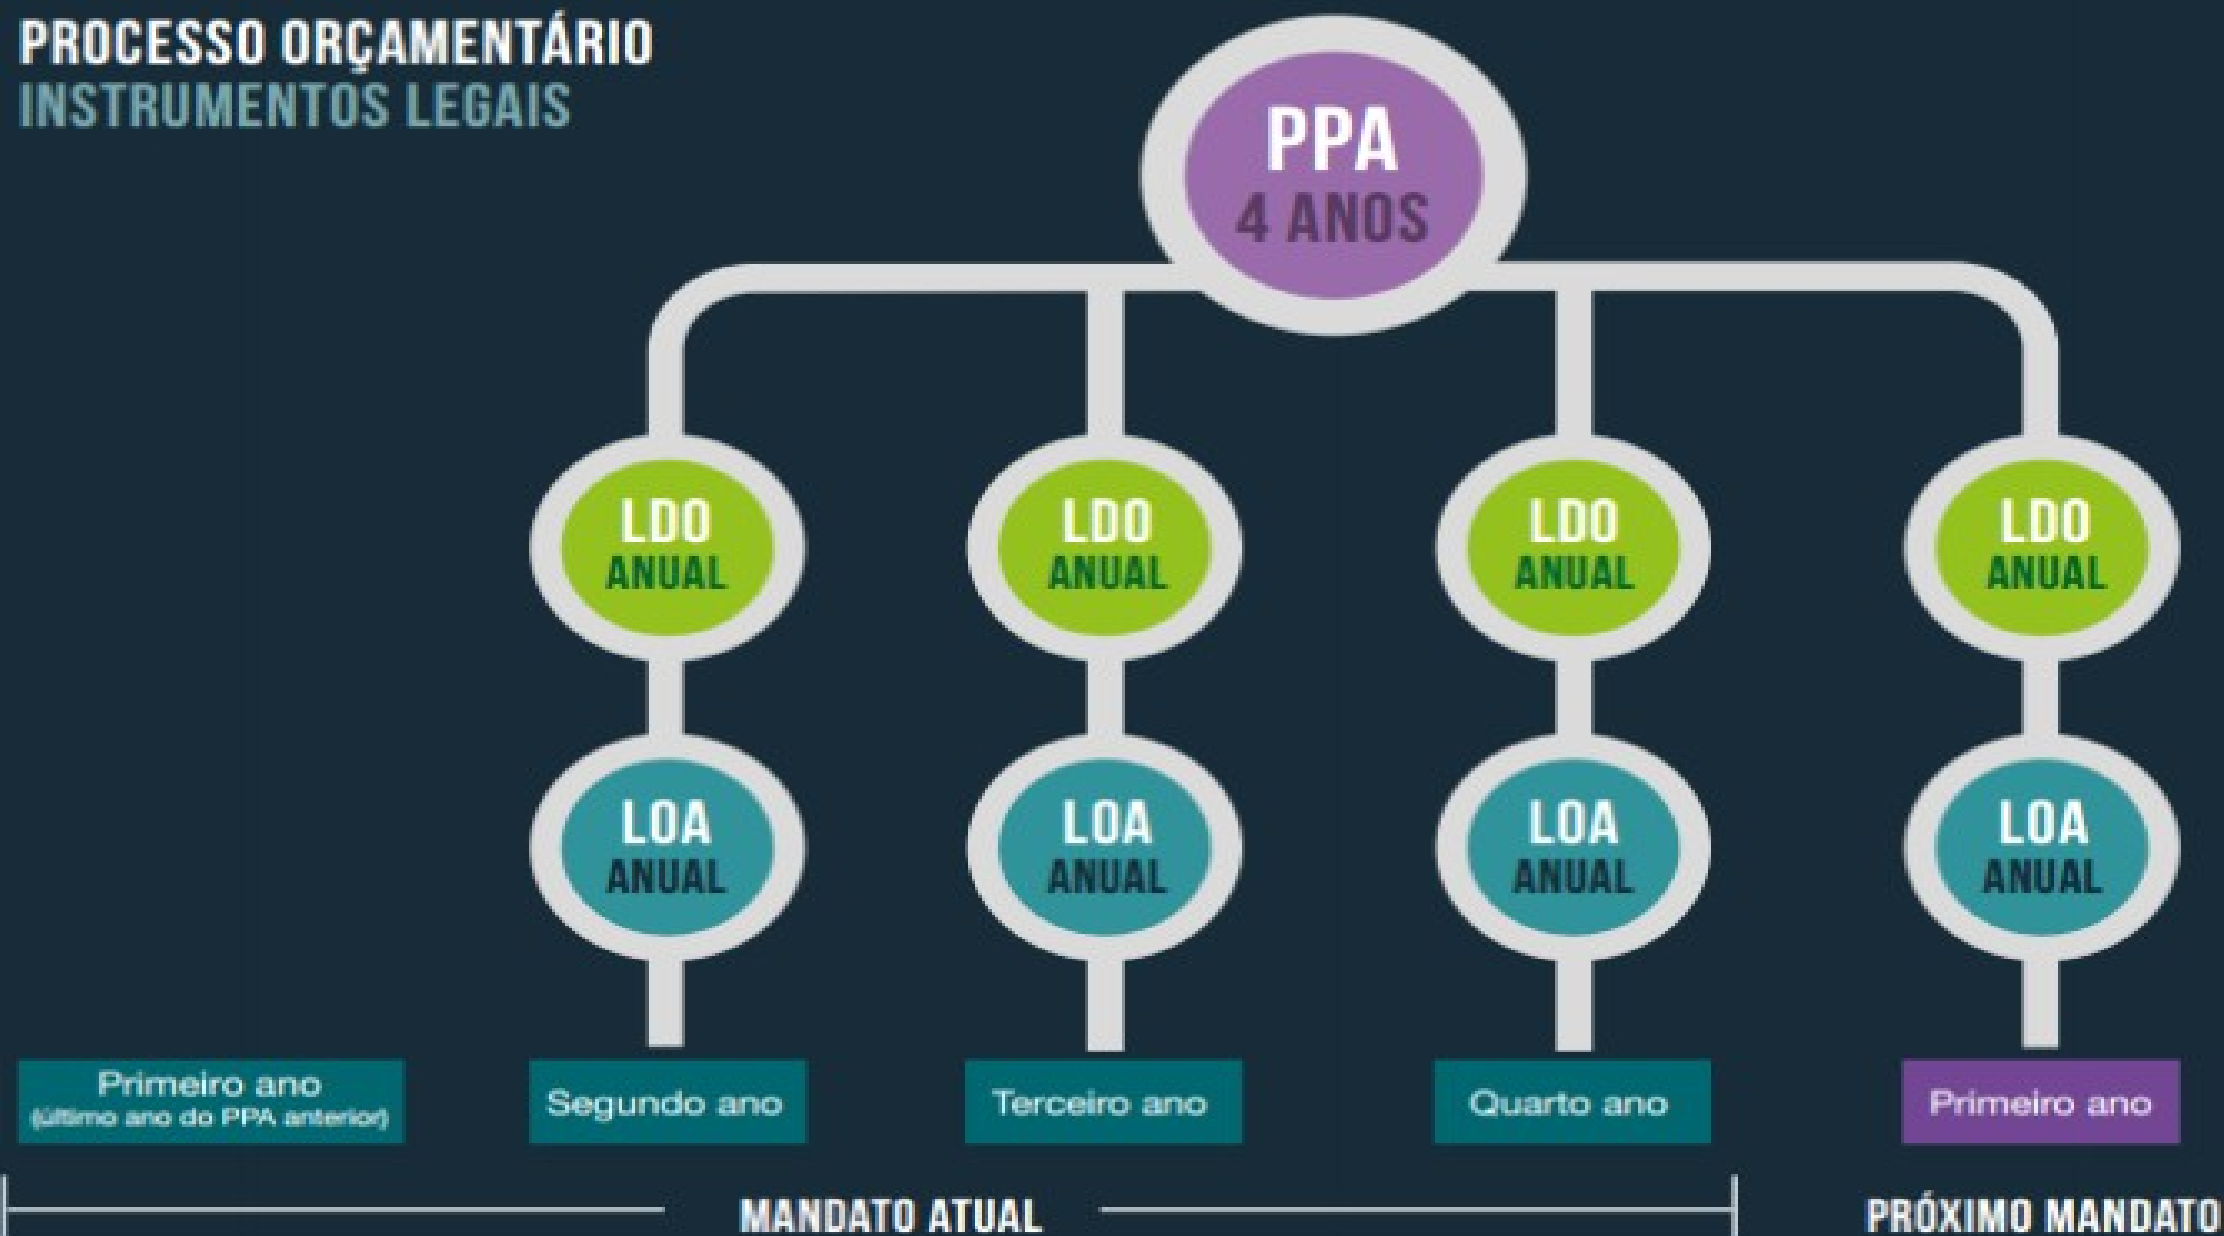 PROCESSO ORÇAMENTÁRIO
INSTRUMENTOS LEGAIS
PPA
4 ANOS
LDO
ANUAL
LDO
ANUAL
LDO
ANUAL
LDO
ANUAL
LOA
ANUAL
LOA
ANUAL
LOA
ANUAL
LOA
ANUAL
Primeiro ano
(último ano do PPA anterior)
Segundo ano
Terceiro ano
Quarto ano
Primeiro ano
MANDATO ATUAL
PRÓXIMO MANDATO